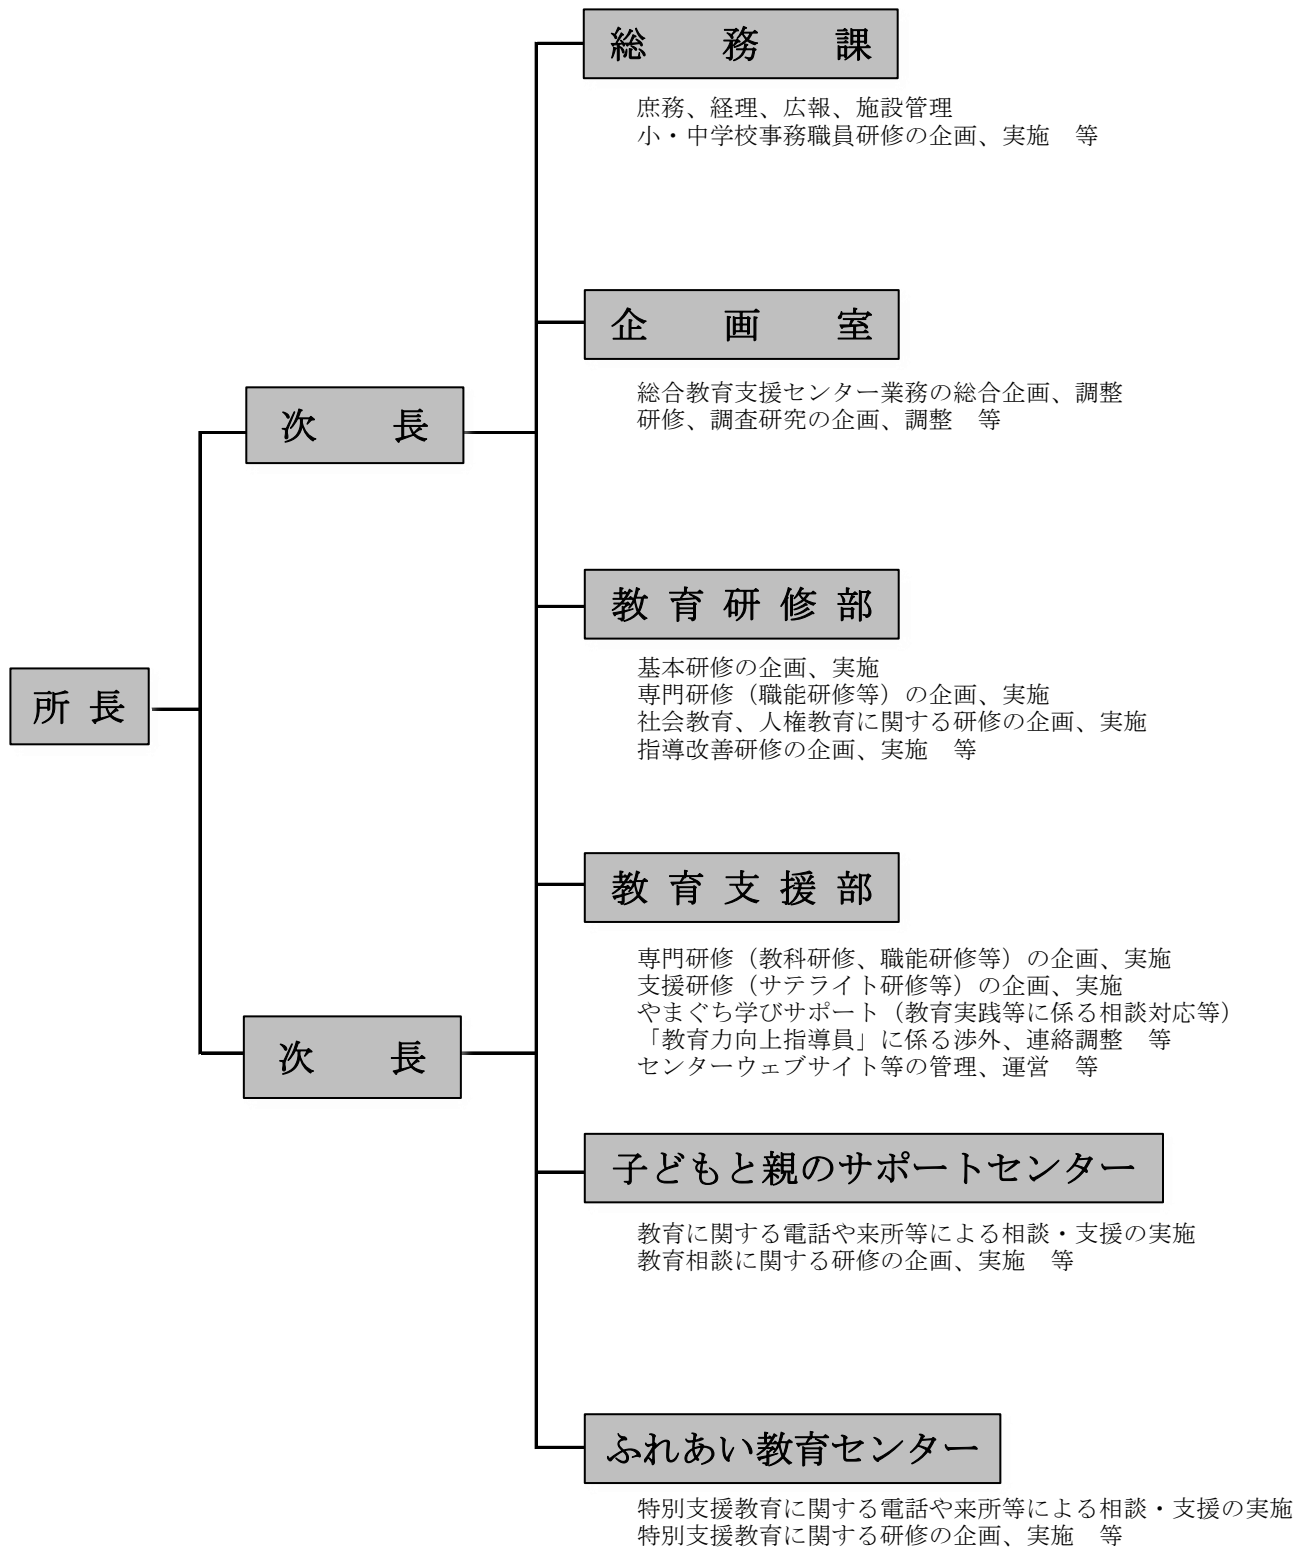 所 長
次　　長
次　　長
総　　務　　課
庶務、経理、広報、施設管理
小・中学校事務職員研修の企画、実施　等
企　　画　　室
総合教育支援センター業務の総合企画、調整
研修、調査研究の企画、調整　等
教 育 研 修 部
基本研修の企画、実施
専門研修（職能研修等）の企画、実施
社会教育、人権教育に関する研修の企画、実施
指導改善研修の企画、実施　等
教 育 支 援 部
専門研修（教科研修、職能研修等）の企画、実施
支援研修（サテライト研修等）の企画、実施
やまぐち学びサポート（教育実践等に係る相談対応等）
「教育力向上指導員」に係る渉外、連絡調整　等
センターウェブサイト等の管理、運営　等
子どもと親のサポートセンター
教育に関する電話や来所等による相談・支援の実施
教育相談に関する研修の企画、実施　等
ふれあい教育センター
特別支援教育に関する電話や来所等による相談・支援の実施
特別支援教育に関する研修の企画、実施　等